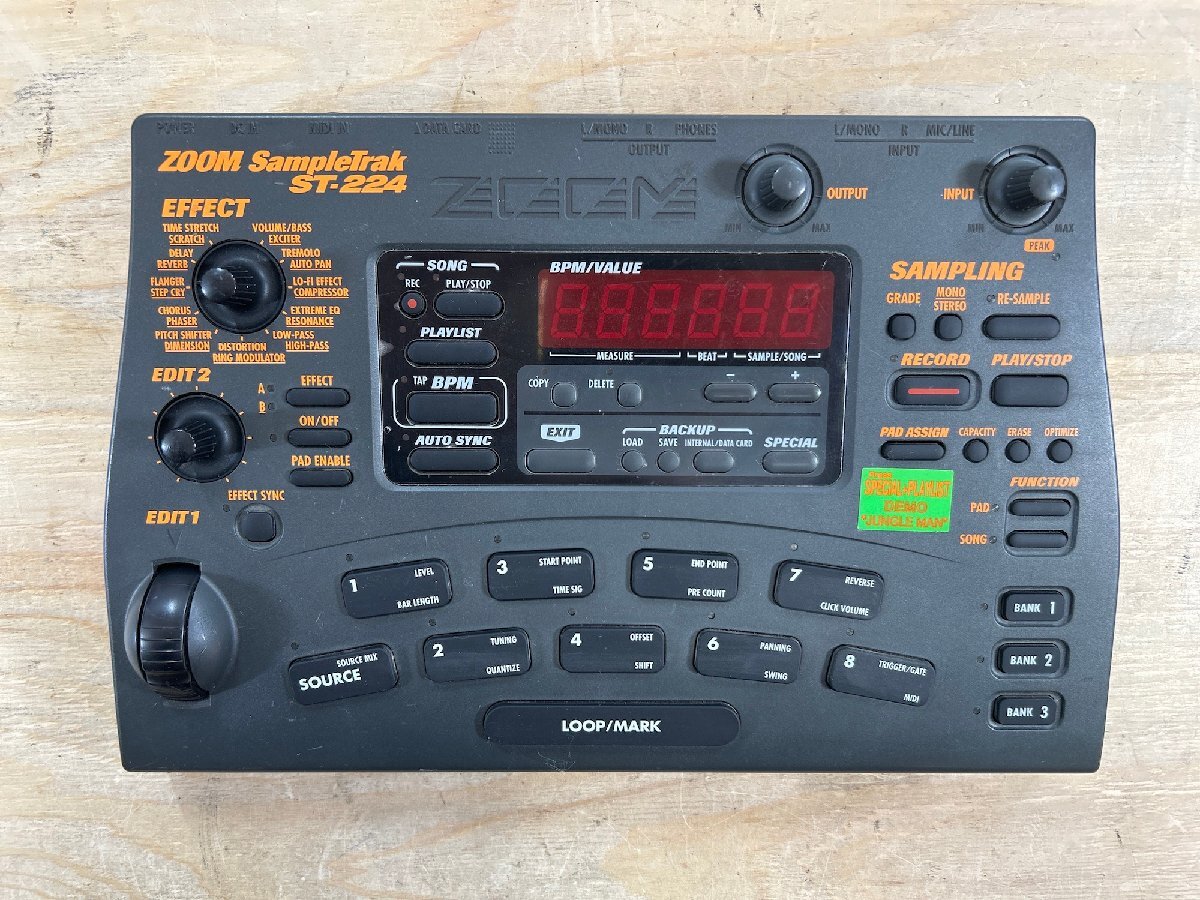 POWER DC IN MIDI IN DATA CARD L/MONO R PHONES L/MONO R MIC/LINE
OUTPUT INPUT
ZOOM SampleTrak
ST-224
ZOOM
OUTPUT
MIN MAX
INPUT
MIN MAX
PEAK
EFFECT
TIME STRETCH
SCRATCH
VOLUME/BASS
EXCITER
DELAY
REVERB
TREMOLO
AUTO PAN
FLANGER
STEP CRY
LO-FI EFFECT
COMPRESSOR
CHORUS
PHASER
EXTREME EQ
RESONANCE
PITCH SHIFTER
DIMENSION
LOW-PASS
HIGH-PASS
DISTORTION
RING MODULATOR
EDIT 2
A
B
EFFECT
ON/OFF
PAD ENABLE
EFFECT SYNC
EDIT 1
SONG
REC PLAY/STOP
PLAYLIST
TAP BPM
AUTO SYNC
BPM/VALUE
MEASURE BEAT SAMPLE/SONG
COPY DELETE - +
EXIT
BACKUP
LOAD SAVE INTERNAL/DATA CARD
SPECIAL
SAMPLING
GRADE MONO
STEREO
RE-SAMPLE
RECORD PLAY/STOP
PAD ASSIGN CAPACITY ERASE OPTIMIZE
SPECIAL>PLAYLIST
DEMO
"JUNGLE MAN"
FUNCTION
PAD
SONG
1 LEVEL
BAR LENGTH
3 START POINT
TIME SIG
5 END POINT
PRE COUNT
7 REVERSE
CLICK VOLUME
SOURCE MIX
SOURCE
2 TUNING
QUANTIZE
4 OFFSET
SHIFT
6 PANNING
SWING
8 TRIGGER/GATE
MIDI
LOOP/MARK
BANK 1
BANK 2
BANK 3